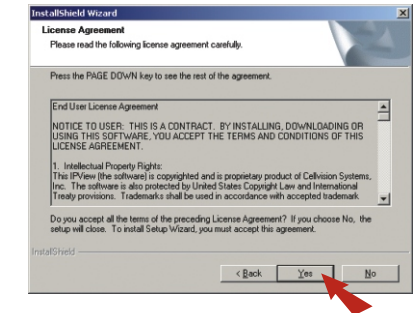 InstallShield Wizard
License Agreement
Please read the following license agreement carefully.
Press the PAGE DOWN key to see the rest of the agreement.
End User License Agreement
NOTICE TO USER: THIS IS A CONTRACT. BY INSTALLING, DOWNLOADING OR
USING THIS SOFTWARE, YOU ACCEPT THE TERMS AND CONDITIONS OF THIS
LICENSE AGREEMENT.
1. Intellectual Property Rights:
This IPView (the software) is copyrighted and is proprietary product of Cellvision Systems,
Inc. The software is also protected by United States Copyright Law and International
Treaty provisions. Trademarks shall be used in accordance with accepted trademark
Do you accept all the terms of the preceding License Agreement? If you choose No, the
setup will close. To install Setup Wizard, you must accept this agreement.
InstallShield
< Back Yes No